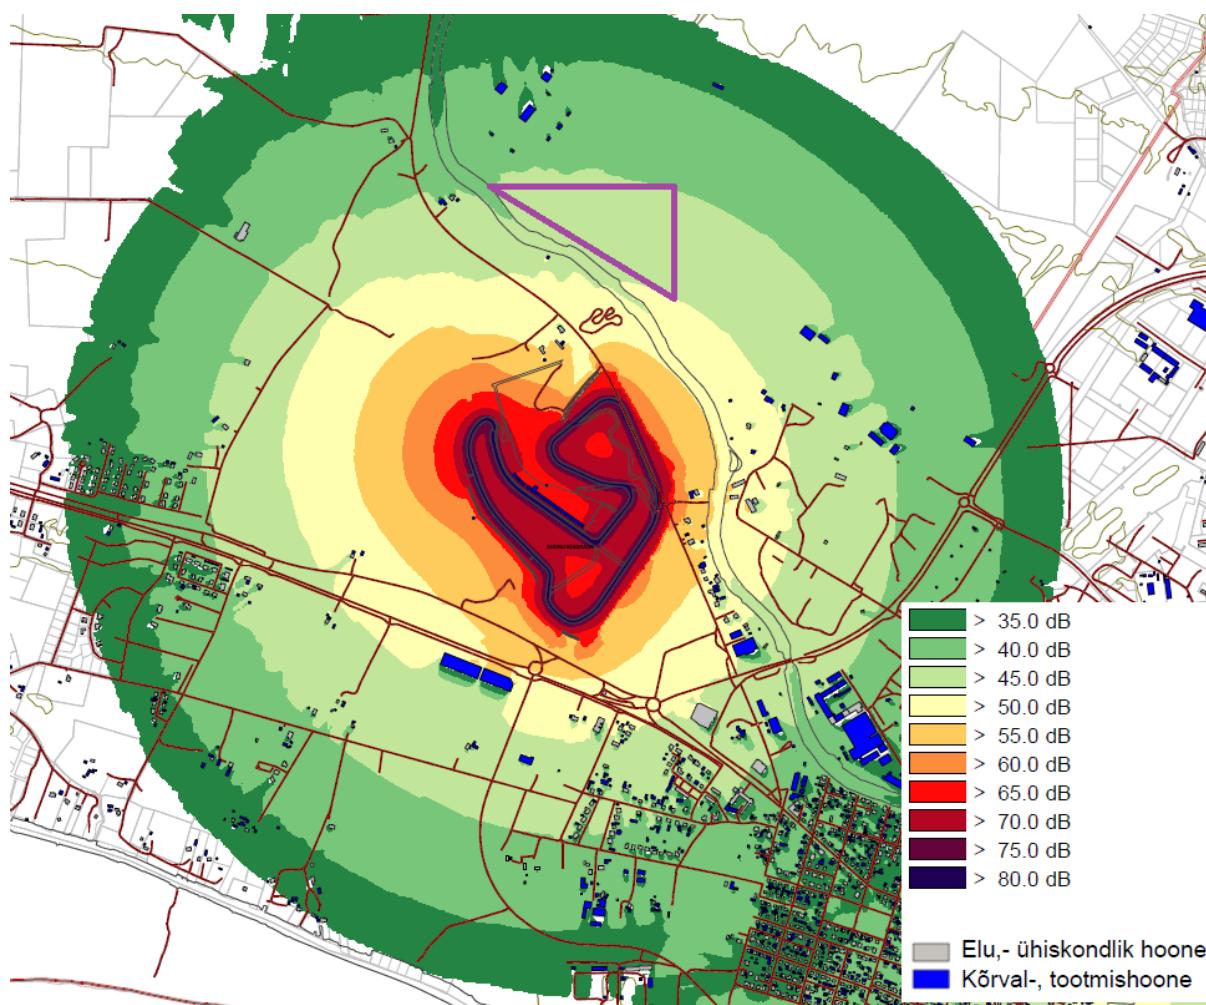 > 35.0 dB
> 40.0 dB
> 45.0 dB
> 50.0 dB
> 55.0 dB
> 60.0 dB
> 65.0 dB
> 70.0 dB
> 75.0 dB
> 80.0 dB
Elu,- ühiskondlik hoone
Kõrval-, tootmishoone